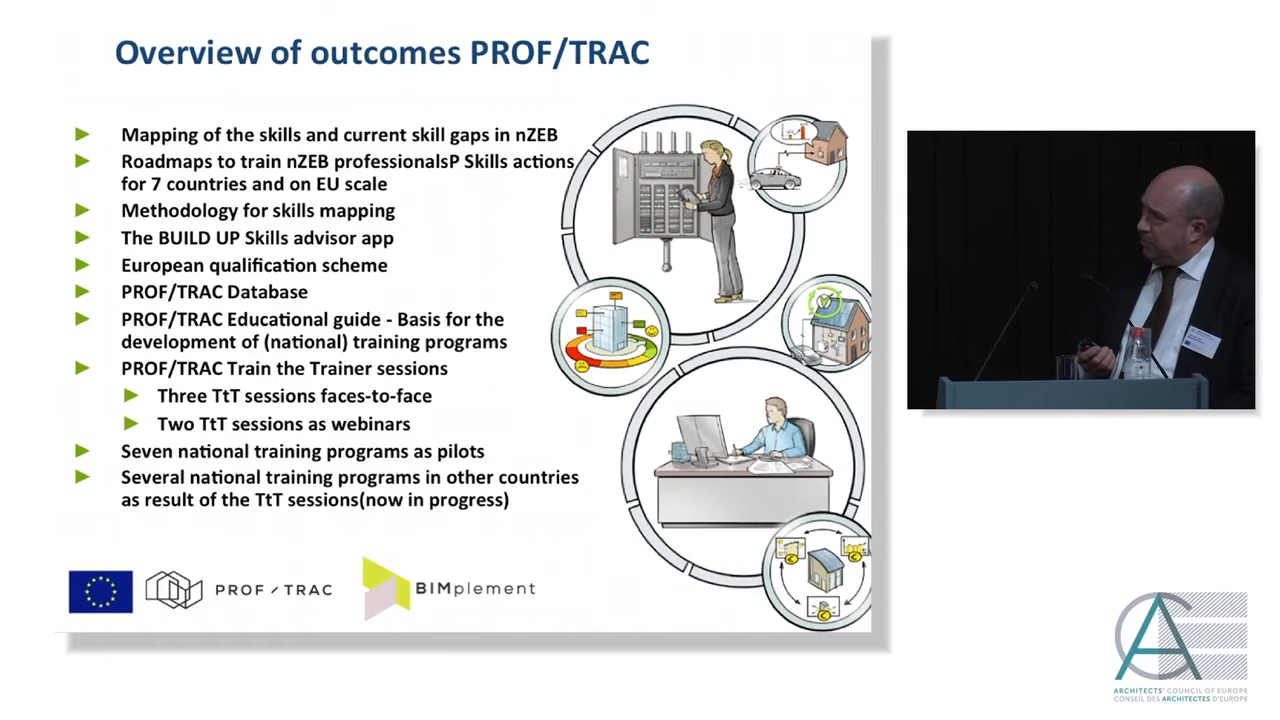 Overview of outcomes PROF/TRAC
Mapping of the skills and current skill gaps in nZEB
Roadmaps to train nZEB professionalsP Skills actions
for 7 countries and on EU scale
Methodology for skills mapping
The BUILD UP Skills advisor app
European qualification scheme
PROF/TRAC Database
PROF/TRAC Educational guide - Basis for the
development of (national) training programs
PROF/TRAC Train the Trainer sessions
Three TtT sessions faces-to-face
Two TtT sessions as webinars
Seven national training programs as pilots
Several national training programs in other countries
as result of the TtT sessions(now in progress)
PROF / TRAC
BIMplement
ACE
ARCHITECTS' COUNCIL OF EUROPE
CONSEIL DES ARCHITECTES D'EUROPE